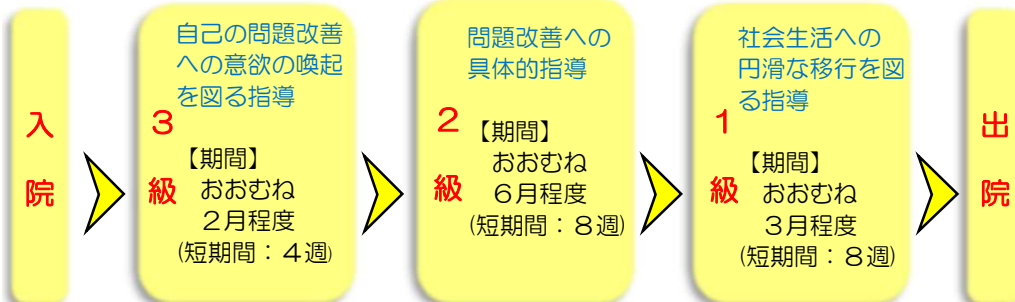 入院
3級
自己の問題改善
への意欲の喚起
を図る指導
【期間】
おおむね
２月程度
(短期間：４週)
2級
問題改善への
具体的指導
【期間】
おおむね
６月程度
(短期間：８週)
1級
社会生活への
円滑な移行を図
る指導
【期間】
おおむね
３月程度
(短期間：８週)
出院